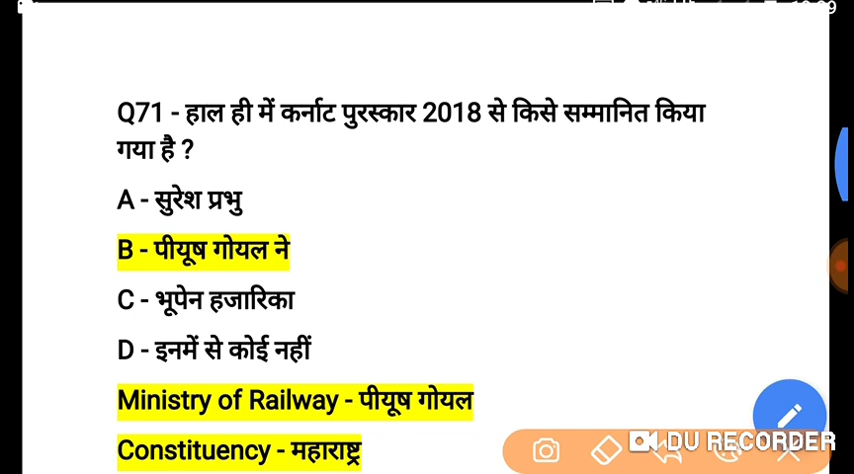 Q71 - हाल ही में कर्नाट पुरस्कार 2018 से किसे सम्मानित किया
गया है ?
A - सुरेश प्रभु
B - पीयूष गोयल ने
C - भूपेन हजारिका
D - इनमें से कोई नहीं
Ministry of Railway - पीयूष गोयल
Constituency - महाराष्ट्र
DU RECORDER